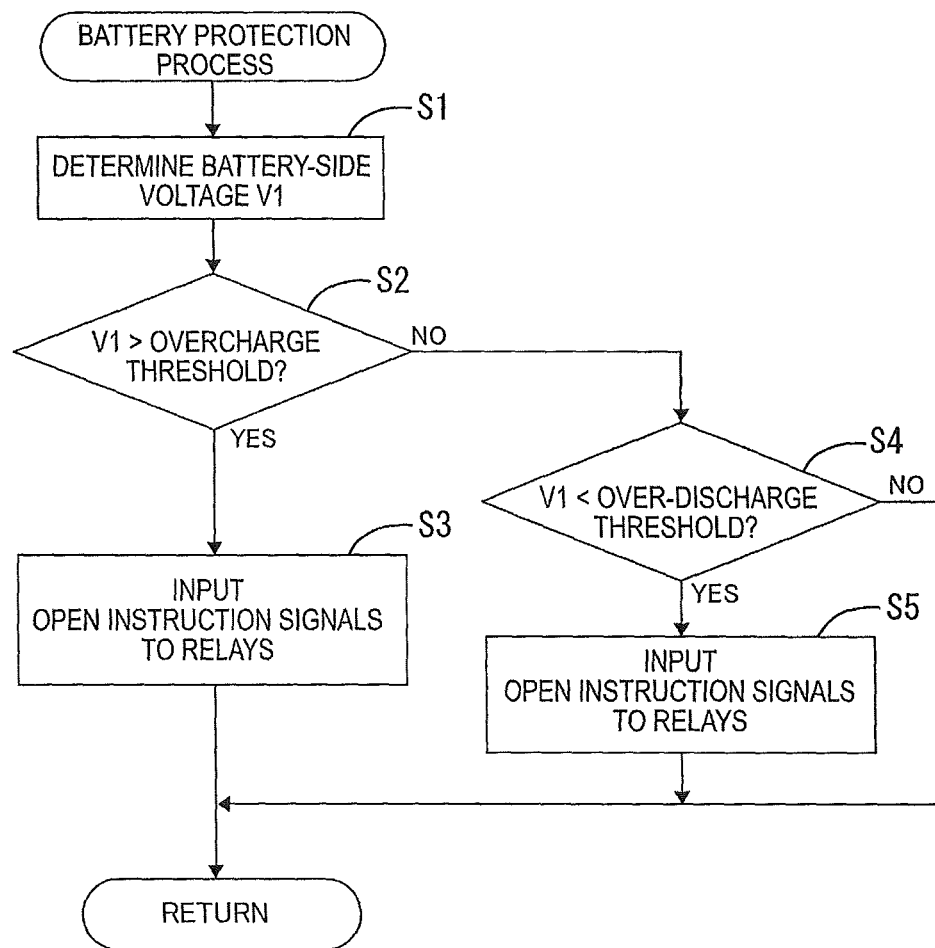 BATTERY PROTECTION
PROCESS
S1
DETERMINE BATTERY-SIDE
VOLTAGE V1
S2
V1 > OVERCHARGE
THRESHOLD?
NO
YES
S4
V1 < OVER-DISCHARGE
THRESHOLD?
NO
YES
S3
INPUT
OPEN INSTRUCTION SIGNALS
TO RELAYS
S5
INPUT
OPEN INSTRUCTION SIGNALS
TO RELAYS
RETURN